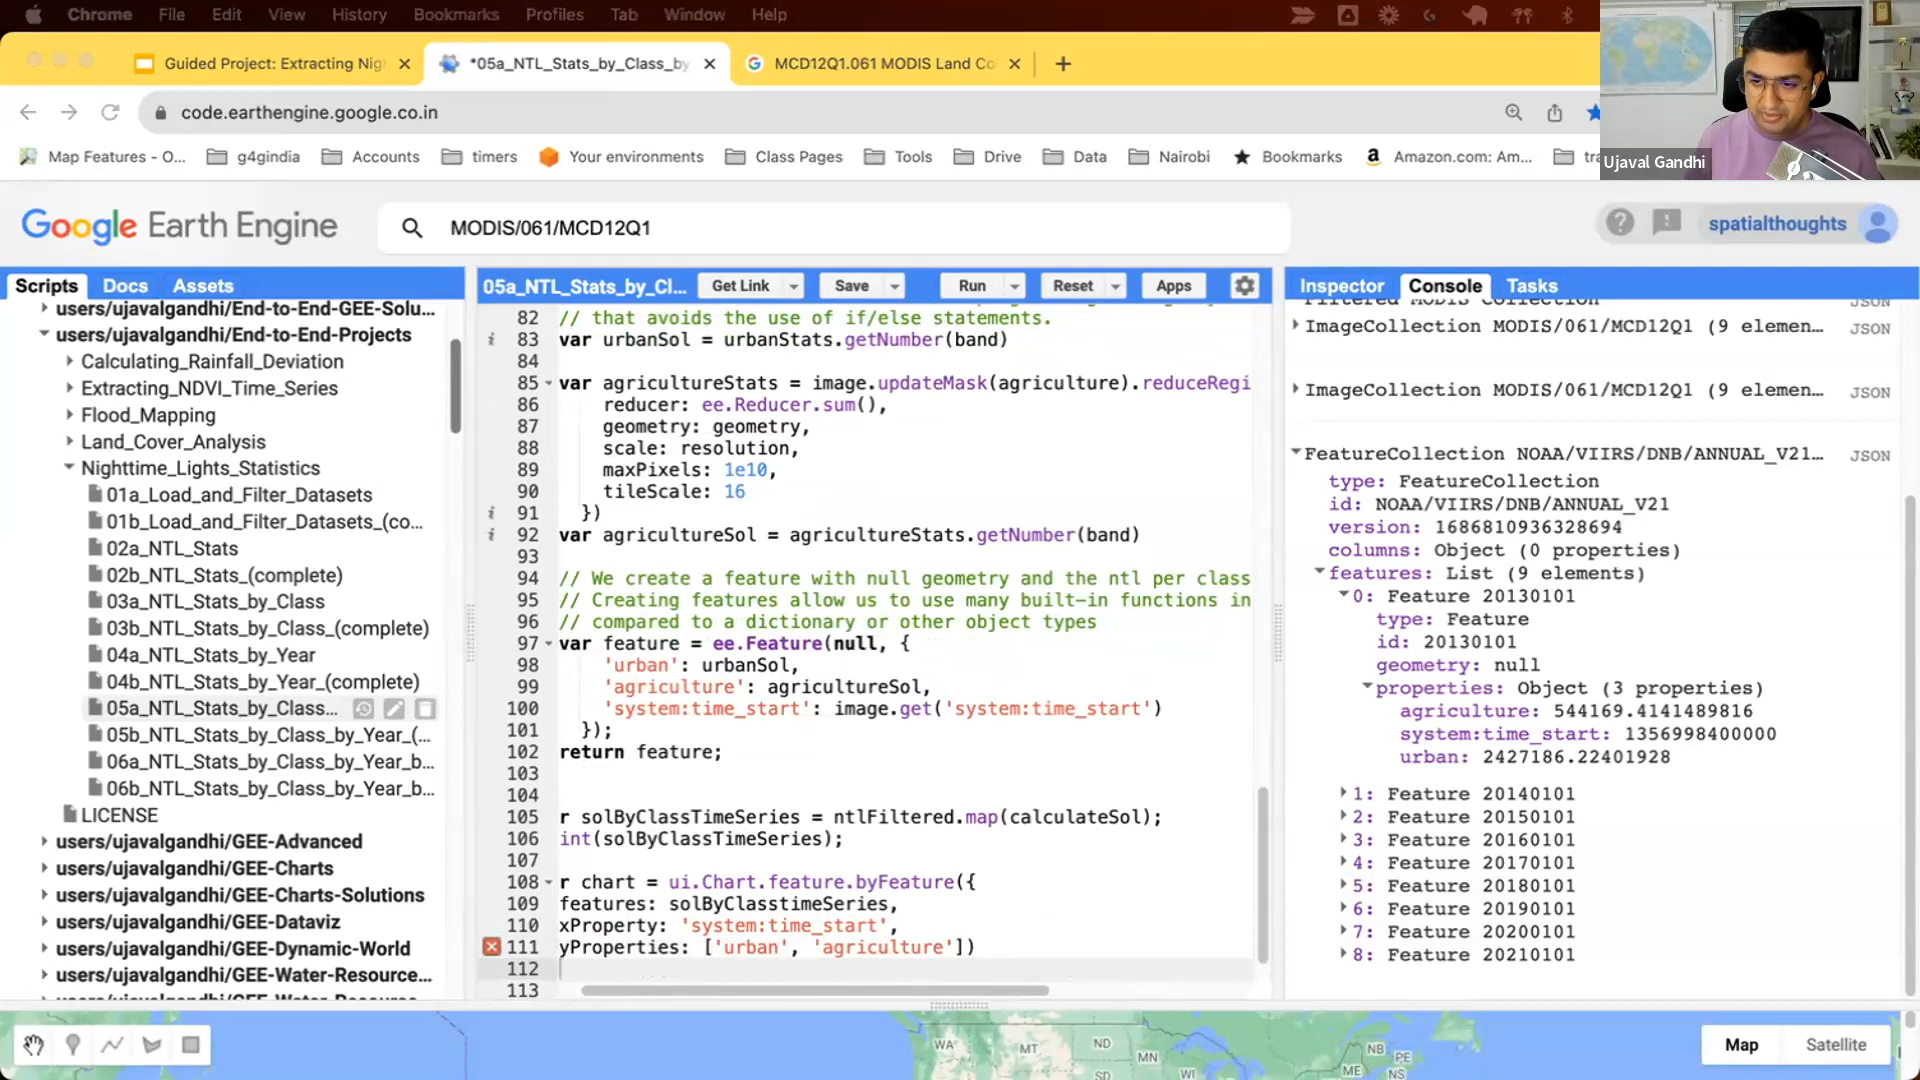 Chrome File Edit View History Bookmarks Profiles Tab Window Help
Guided Project: Extracting Nig
*05a_NTL_Stats_by_Class_by
MCD12Q1.061 MODIS Land Co
code.earthengine.google.co.in
Map Features - O...
g4gindia
Accounts
timers
Your environments
Class Pages
Tools
Drive
Data
Nairobi
Bookmarks
Amazon.com: Am...
Ujaval Gandhi
Google Earth Engine
MODIS/061/MCD12Q1
spatialthoughts
Scripts Docs Assets
users/ujavalgandhi/End-to-End-GEE-Solu...
users/ujavalgandhi/End-to-End-Projects
Calculating_Rainfall_Deviation
Extracting_NDVI_Time_Series
Flood_Mapping
Land_Cover_Analysis
Nighttime_Lights_Statistics
01a_Load_and_Filter_Datasets
01b_Load_and_Filter_Datasets_(co...
02a_NTL_Stats
02b_NTL_Stats_(complete)
03a_NTL_Stats_by_Class
03b_NTL_Stats_by_Class_(complete)
04a_NTL_Stats_by_Year
04b_NTL_Stats_by_Year_(complete)
05a_NTL_Stats_by_Class...
05b_NTL_Stats_by_Class_by_Year_(...
06a_NTL_Stats_by_Class_by_Year_b...
06b_NTL_Stats_by_Class_by_Year_b...
LICENSE
users/ujavalgandhi/GEE-Advanced
users/ujavalgandhi/GEE-Charts
users/ujavalgandhi/GEE-Charts-Solutions
users/ujavalgandhi/GEE-Dataviz
users/ujavalgandhi/GEE-Dynamic-World
users/ujavalgandhi/GEE-Water-Resource...
05a_NTL_Stats_by_Cl... Get Link Save Run Reset Apps
82 // that avoids the use of if/else statements.
83 var urbanSol = urbanStats.getNumber(band)
84
85 var agricultureStats = image.updateMask(agriculture).reduceRegi
86 reducer: ee.Reducer.sum(),
87 geometry: geometry,
88 scale: resolution,
89 maxPixels: 1e10,
90 tileScale: 16
91 })
92 var agricultureSol = agricultureStats.getNumber(band)
93
94 // We create a feature with null geometry and the ntl per class
95 // Creating features allow us to use many built-in functions in
96 // compared to a dictionary or other object types
97 var feature = ee.Feature(null, {
98 'urban': urbanSol,
99 'agriculture': agricultureSol,
100 'system:time_start': image.get('system:time_start')
101 });
102 return feature;
103
104
105 r solByClassTimeSeries = ntlFiltered.map(calculateSol);
106 int(solByClassTimeSeries);
107
108 r chart = ui.Chart.feature.byFeature({
109 features: solByClasstimeSeries,
110 xProperty: 'system:time_start',
111 yProperties: ['urban', 'agriculture'])
112
113
Inspector Console Tasks
Filtered MODIS Collection JSON
ImageCollection MODIS/061/MCD12Q1 (9 elemen... JSON
ImageCollection MODIS/061/MCD12Q1 (9 elemen... JSON
FeatureCollection NOAA/VIIRS/DNB/ANNUAL_V21... JSON
type: FeatureCollection
id: NOAA/VIIRS/DNB/ANNUAL_V21
version: 1686810936328694
columns: Object (0 properties)
features: List (9 elements)
0: Feature 20130101
type: Feature
id: 20130101
geometry: null
properties: Object (3 properties)
agriculture: 544169.4141489816
system:time_start: 1356998400000
urban: 2427186.22401928
1: Feature 20140101
2: Feature 20150101
3: Feature 20160101
4: Feature 20170101
5: Feature 20180101
6: Feature 20190101
7: Feature 20200101
8: Feature 20210101
WA
MT
ND
MN
SD
WI
NB
PE
ME
NS
Map Satellite